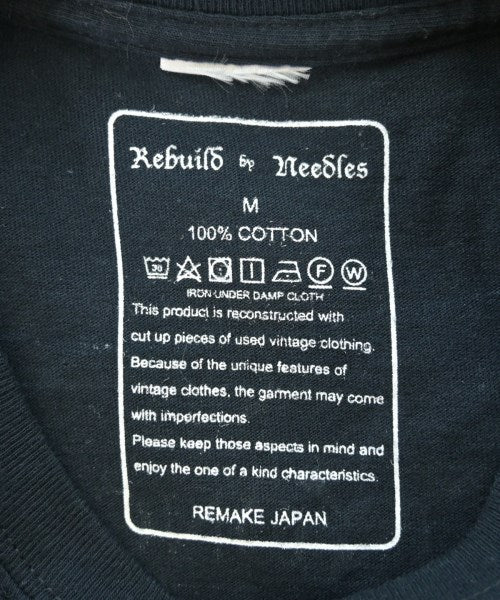 Rebuild by Needles
M
100% COTTON
30 F W
IRON UNDER DAMP CLOTH
This product is reconstructed with
cut up pieces of used vintage clothing.
Because of the unique features of
vintage clothes, the garment may come
with imperfections.
Please keep those aspects in mind and
enjoy the one of a kind characteristics.
REMAKE JAPAN